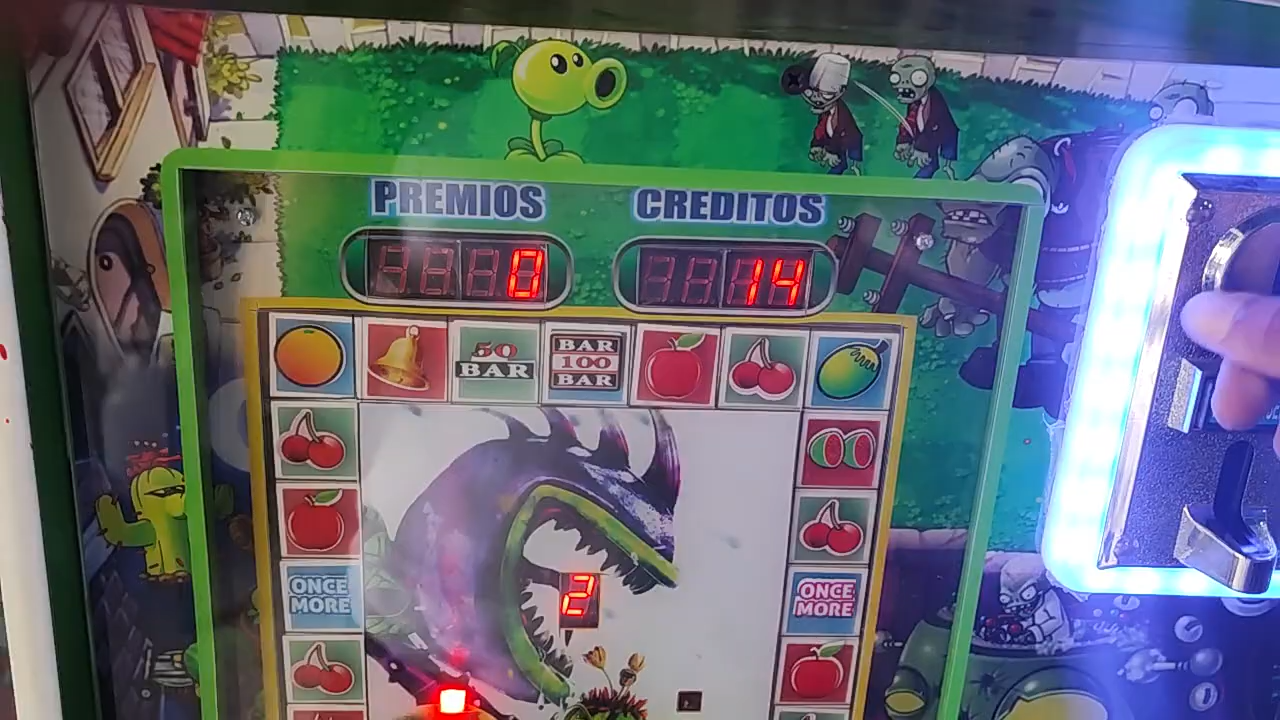 PREMIOS CREDITOS
0 14
50 BAR
BAR 100 BAR
ONCE MORE
ONCE MORE
2